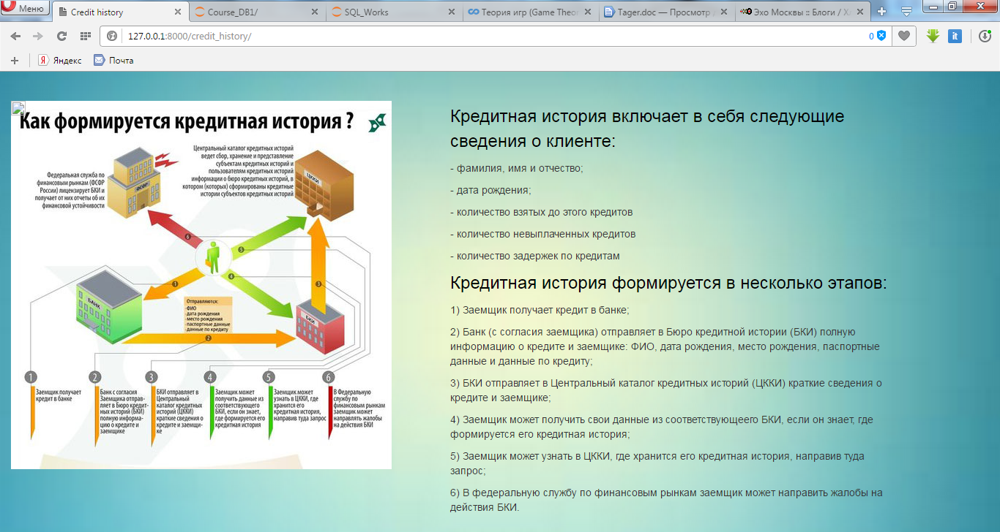 Меню
Credit history
Course_DB1/
SQL_Works
Теория игр (Game Theor
Tager.doc — Просмотр
Эхо Москвы :: Блоги /
127.0.0.1:8000/credit_history/
0
it
Я Яндекс
Почта
Как формируется кредитная история ?
Центральный каталог кредитных историй
ведет сбор, хранение и представление
субъектам кредитных историй и
пользователям кредитных историй
информации о бюро кредитных историй, в
котором (которых) сформированы кредитные
истории субъектов кредитных историй
Федеральная служба по
финансовым рынкам (ФСФР
России) лицензирует БКИ и
получает от них отчеты об их
финансовой устойчивости
ФСФР
ЦККИ
6
5
4
1
3
БАНК
БКИ
Отправляются:
- ФИО
- дата рождения
- место рождения
- паспортные данные
- данные по кредиту
2
1
Заемщик получает
кредит в банке
2
Банк с согласия
Заемщика отправ-
ляет в Бюро кредит-
ных историй (БКИ)
полную информа-
цию о кредите и
заемщике
3
БКИ отправляет в
Центральный
каталог кредитных
историй (ЦККИ)
краткие сведения о
кредите и заемщи-
ке
4
Заемщик может
получить данные из
соответствующего
БКИ, если он знает,
где формируется его
кредитная история
5
Заемщик может
узнать в ЦККИ, где
хранится его
кредитная история,
направив туда запрос
6
В Федеральную
службу по
финансовым рынкам
заемщик может
направлять жалобы
на действия БКИ
Кредитная история включает в себя следующие
сведения о клиенте:
- фамилия, имя и отчество;
- дата рождения;
- количество взятых до этого кредитов
- количество невыплаченных кредитов
- количество задержек по кредитам
Кредитная история формируется в несколько этапов:
1) Заемщик получает кредит в банке;
2) Банк (с согласия заемщика) отправляет в Бюро кредитной истории (БКИ) полную
информацию о кредите и заемщике: ФИО, дата рождения, место рождения, паспортные
данные и данные по кредиту;
3) БКИ отправляет в Центральный каталог кредитных историй (ЦККИ) краткие сведения о
кредите и заемщике;
4) Заемщик может получить свои данные из соответствующеего БКИ, если он знает, где
формируется его кредитная история;
5) Заемщик может узнать в ЦККИ, где хранится его кредитная история, направив туда
запрос;
6) В федеральную службу по финансовым рынкам заемщик может направить жалобы на
действия БКИ.